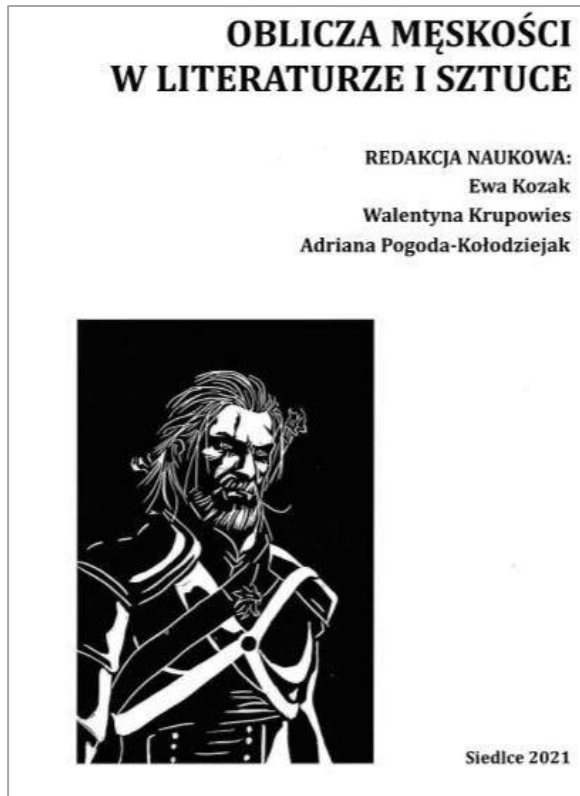 OBLICZA MĘSKOŚCI
W LITERATURZE I SZTUCE
REDAKCJA NAUKOWA:
Ewa Kozak
Walentyna Krupowies
Adriana Pogoda-Kołodziejak
Siedlce 2021